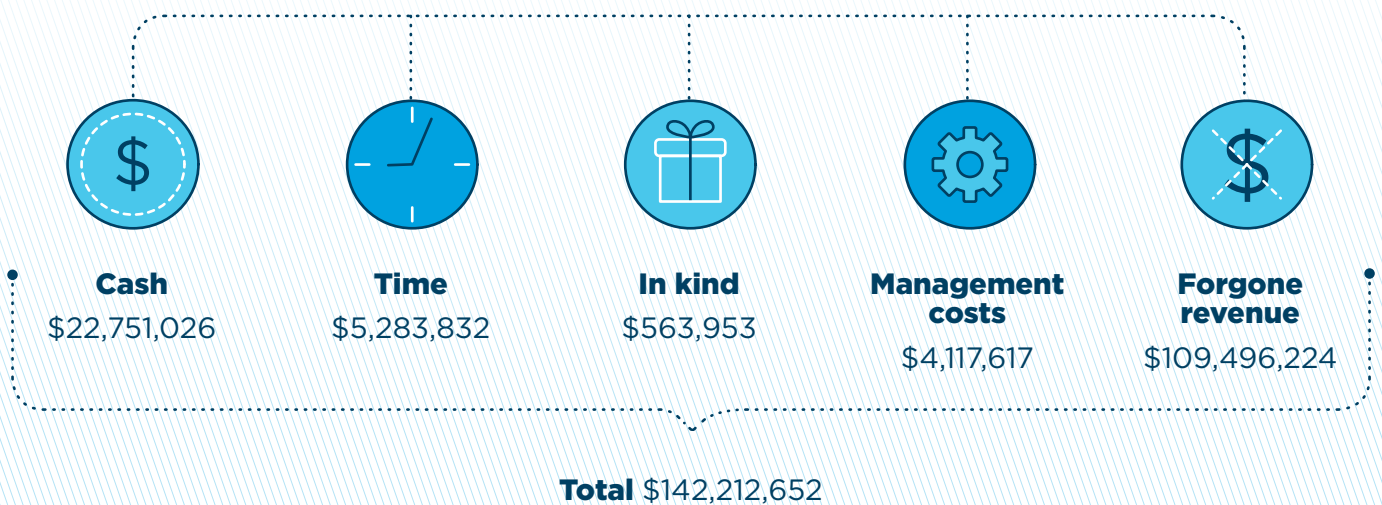 $
$
Cash
$22,751,026
Time
$5,283,832
In kind
$563,953
Management
costs
$4,117,617
Forgone
revenue
$109,496,224
Total $142,212,652